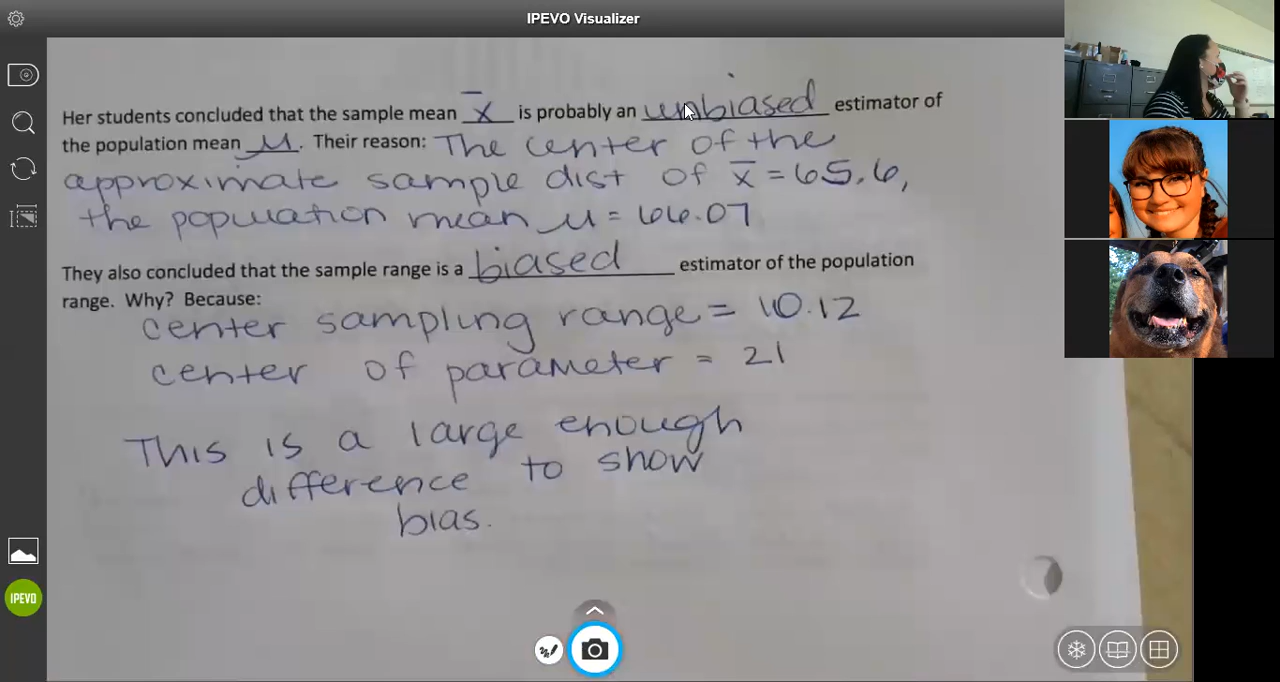 IPEVO Visualizer
Her students concluded that the sample mean x̄ is probably an unbiased estimator of
the population mean μ. Their reason: The center of the
approximate sample dist of x̄ = 65.6,
the population mean μ = 66.07
They also concluded that the sample range is a biased estimator of the population
range. Why? Because:
center sampling range = 10.12
center of parameter = 21
This is a large enough
difference to show
bias.
IPEVO